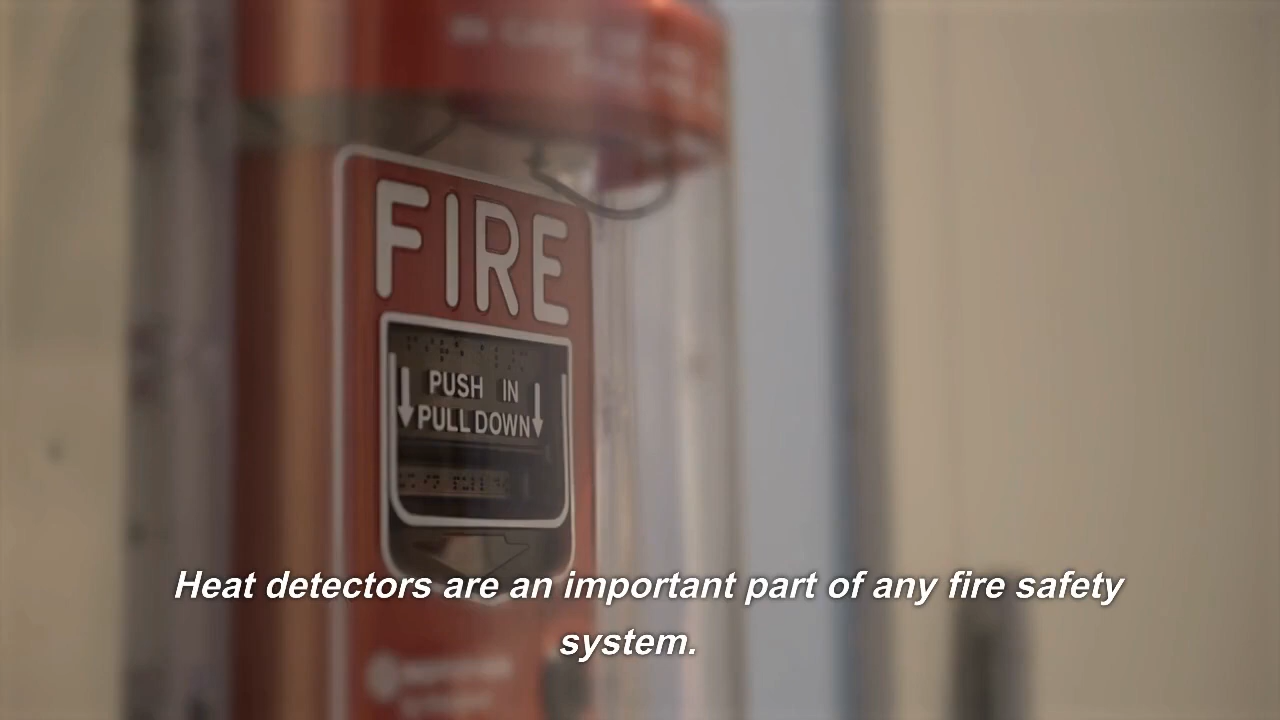 FIRE
PUSH IN
PULL DOWN
Heat detectors are an important part of any fire safety
system.